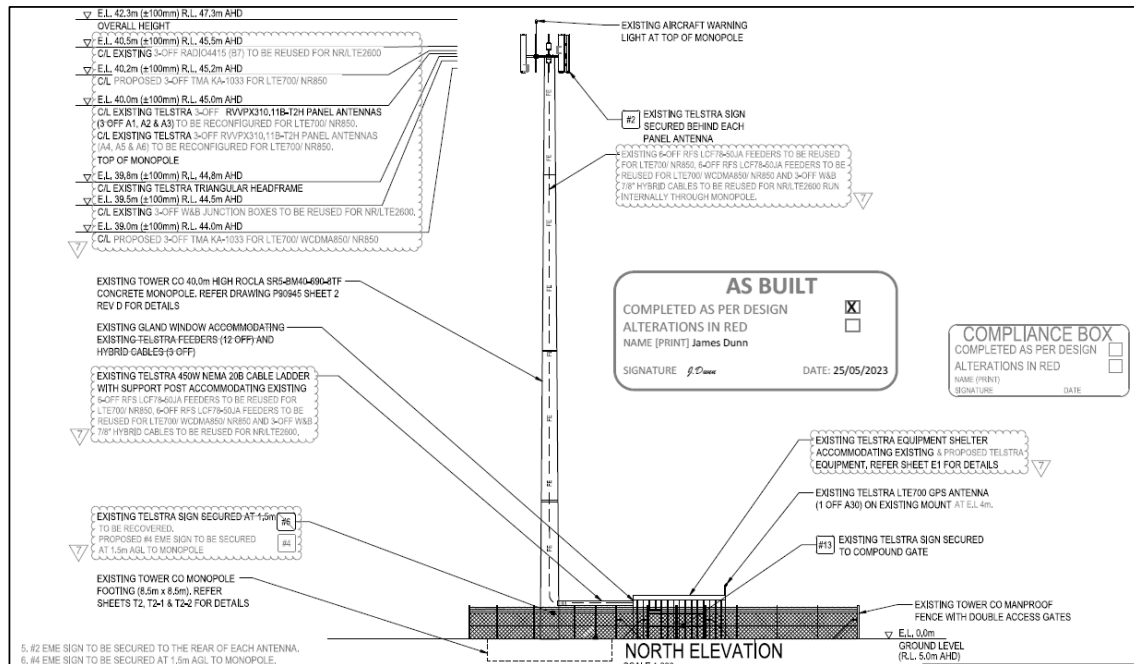 E.L. 42.3m (±100mm) R.L. 47.3m AHD
OVERALL HEIGHT
E.L. 40.5m (±100mm) R.L. 45.5m AHD
C/L EXISTING 3-OFF RADIO4415 (B7) TO BE REUSED FOR NR/LTE2600
E.L. 40.2m (±100mm) R.L. 45.2m AHD
C/L PROPOSED 3-OFF TMA KA-1033 FOR LTE700/ NR850
E.L. 40.0m (±100mm) R.L. 45.0m AHD
C/L EXISTING TELSTRA 3-OFF RVVPX310.11B-T2H PANEL ANTENNAS
(3 OFF A1, A2 & A3) TO BE RECONFIGURED FOR LTE700/ NR850.
C/L EXISTING TELSTRA 3-OFF RVVPX310.11B-T2H PANEL ANTENNAS
(A4, A5 & A6) TO BE RECONFIGURED FOR LTE700/ NR850.
TOP OF MONOPOLE
E.L. 39.8m (±100mm) R.L. 44.8m AHD
C/L EXISTING TELSTRA TRIANGULAR HEADFRAME
E.L. 39.5m (±100mm) R.L. 44.5m AHD
C/L EXISTING 3-OFF W&B JUNCTION BOXES TO BE REUSED FOR NR/LTE2600.
E.L. 39.0m (±100mm) R.L. 44.0m AHD
C/L PROPOSED 3-OFF TMA KA-1033 FOR LTE700/ WCDMA850/ NR850
7
EXISTING AIRCRAFT WARNING
LIGHT AT TOP OF MONOPOLE
#2
EXISTING TELSTRA SIGN
SECURED BEHIND EACH
PANEL ANTENNA
EXISTING 6-OFF RFS LCF78-50JA FEEDERS TO BE REUSED
FOR LTE700/ NR850, 6-OFF RFS LCF78-50JA FEEDERS TO BE
REUSED FOR LTE700/ WCDMA850/ NR850 AND 3-OFF W&B
7/8" HYBRID CABLES TO BE REUSED FOR NR/LTE2600 RUN
INTERNALLY THROUGH MONOPOLE.
7
EXISTING TOWER CO 40.0m HIGH ROCLA SR5-BM40-690-8TF
CONCRETE MONOPOLE. REFER DRAWING P90945 SHEET 2
REV D FOR DETAILS
EXISTING GLAND WINDOW ACCOMMODATING
EXISTING TELSTRA FEEDERS (12 OFF) AND
HYBRID CABLES (3 OFF)
EXISTING TELSTRA 450W NEMA 20B CABLE LADDER
WITH SUPPORT POST ACCOMMODATING EXISTING
6-OFF RFS LCF78-50JA FEEDERS TO BE REUSED FOR
LTE700/ NR850, 6-OFF RFS LCF78-50JA FEEDERS TO BE
REUSED FOR LTE700/ WCDMA850/ NR850 AND 3-OFF W&B
7/8" HYBRID CABLES TO BE REUSED FOR NR/LTE2600.
7
AS BUILT
COMPLETED AS PER DESIGN X
ALTERATIONS IN RED
NAME [PRINT] James Dunn
SIGNATURE J.Dunn DATE: 25/05/2023
COMPLIANCE BOX
COMPLETED AS PER DESIGN
ALTERATIONS IN RED
NAME (PRINT)
SIGNATURE DATE
EXISTING TELSTRA EQUIPMENT SHELTER
ACCOMMODATING EXISTING & PROPOSED TELSTRA
EQUIPMENT, REFER SHEET E1 FOR DETAILS
7
EXISTING TELSTRA LTE700 GPS ANTENNA
(1 OFF A30) ON EXISTING MOUNT AT E.L 4m.
#13
EXISTING TELSTRA SIGN SECURED
TO COMPOUND GATE
EXISTING TELSTRA SIGN SECURED AT 1.5m #6
TO BE RECOVERED.
PROPOSED #4 EME SIGN TO BE SECURED
AT 1.5m AGL TO MONOPOLE #4
7
EXISTING TOWER CO MONOPOLE
FOOTING (8.5m x 8.5m). REFER
SHEETS T2, T2-1 & T2-2 FOR DETAILS
EXISTING TOWER CO MANPROOF
FENCE WITH DOUBLE ACCESS GATES
E.L. 0.0m
GROUND LEVEL
(R.L. 5.0m AHD)
NORTH ELEVATION
5. #2 EME SIGN TO BE SECURED TO THE REAR OF EACH ANTENNA.
6. #4 EME SIGN TO BE SECURED AT 1.5m AGL TO MONOPOLE.